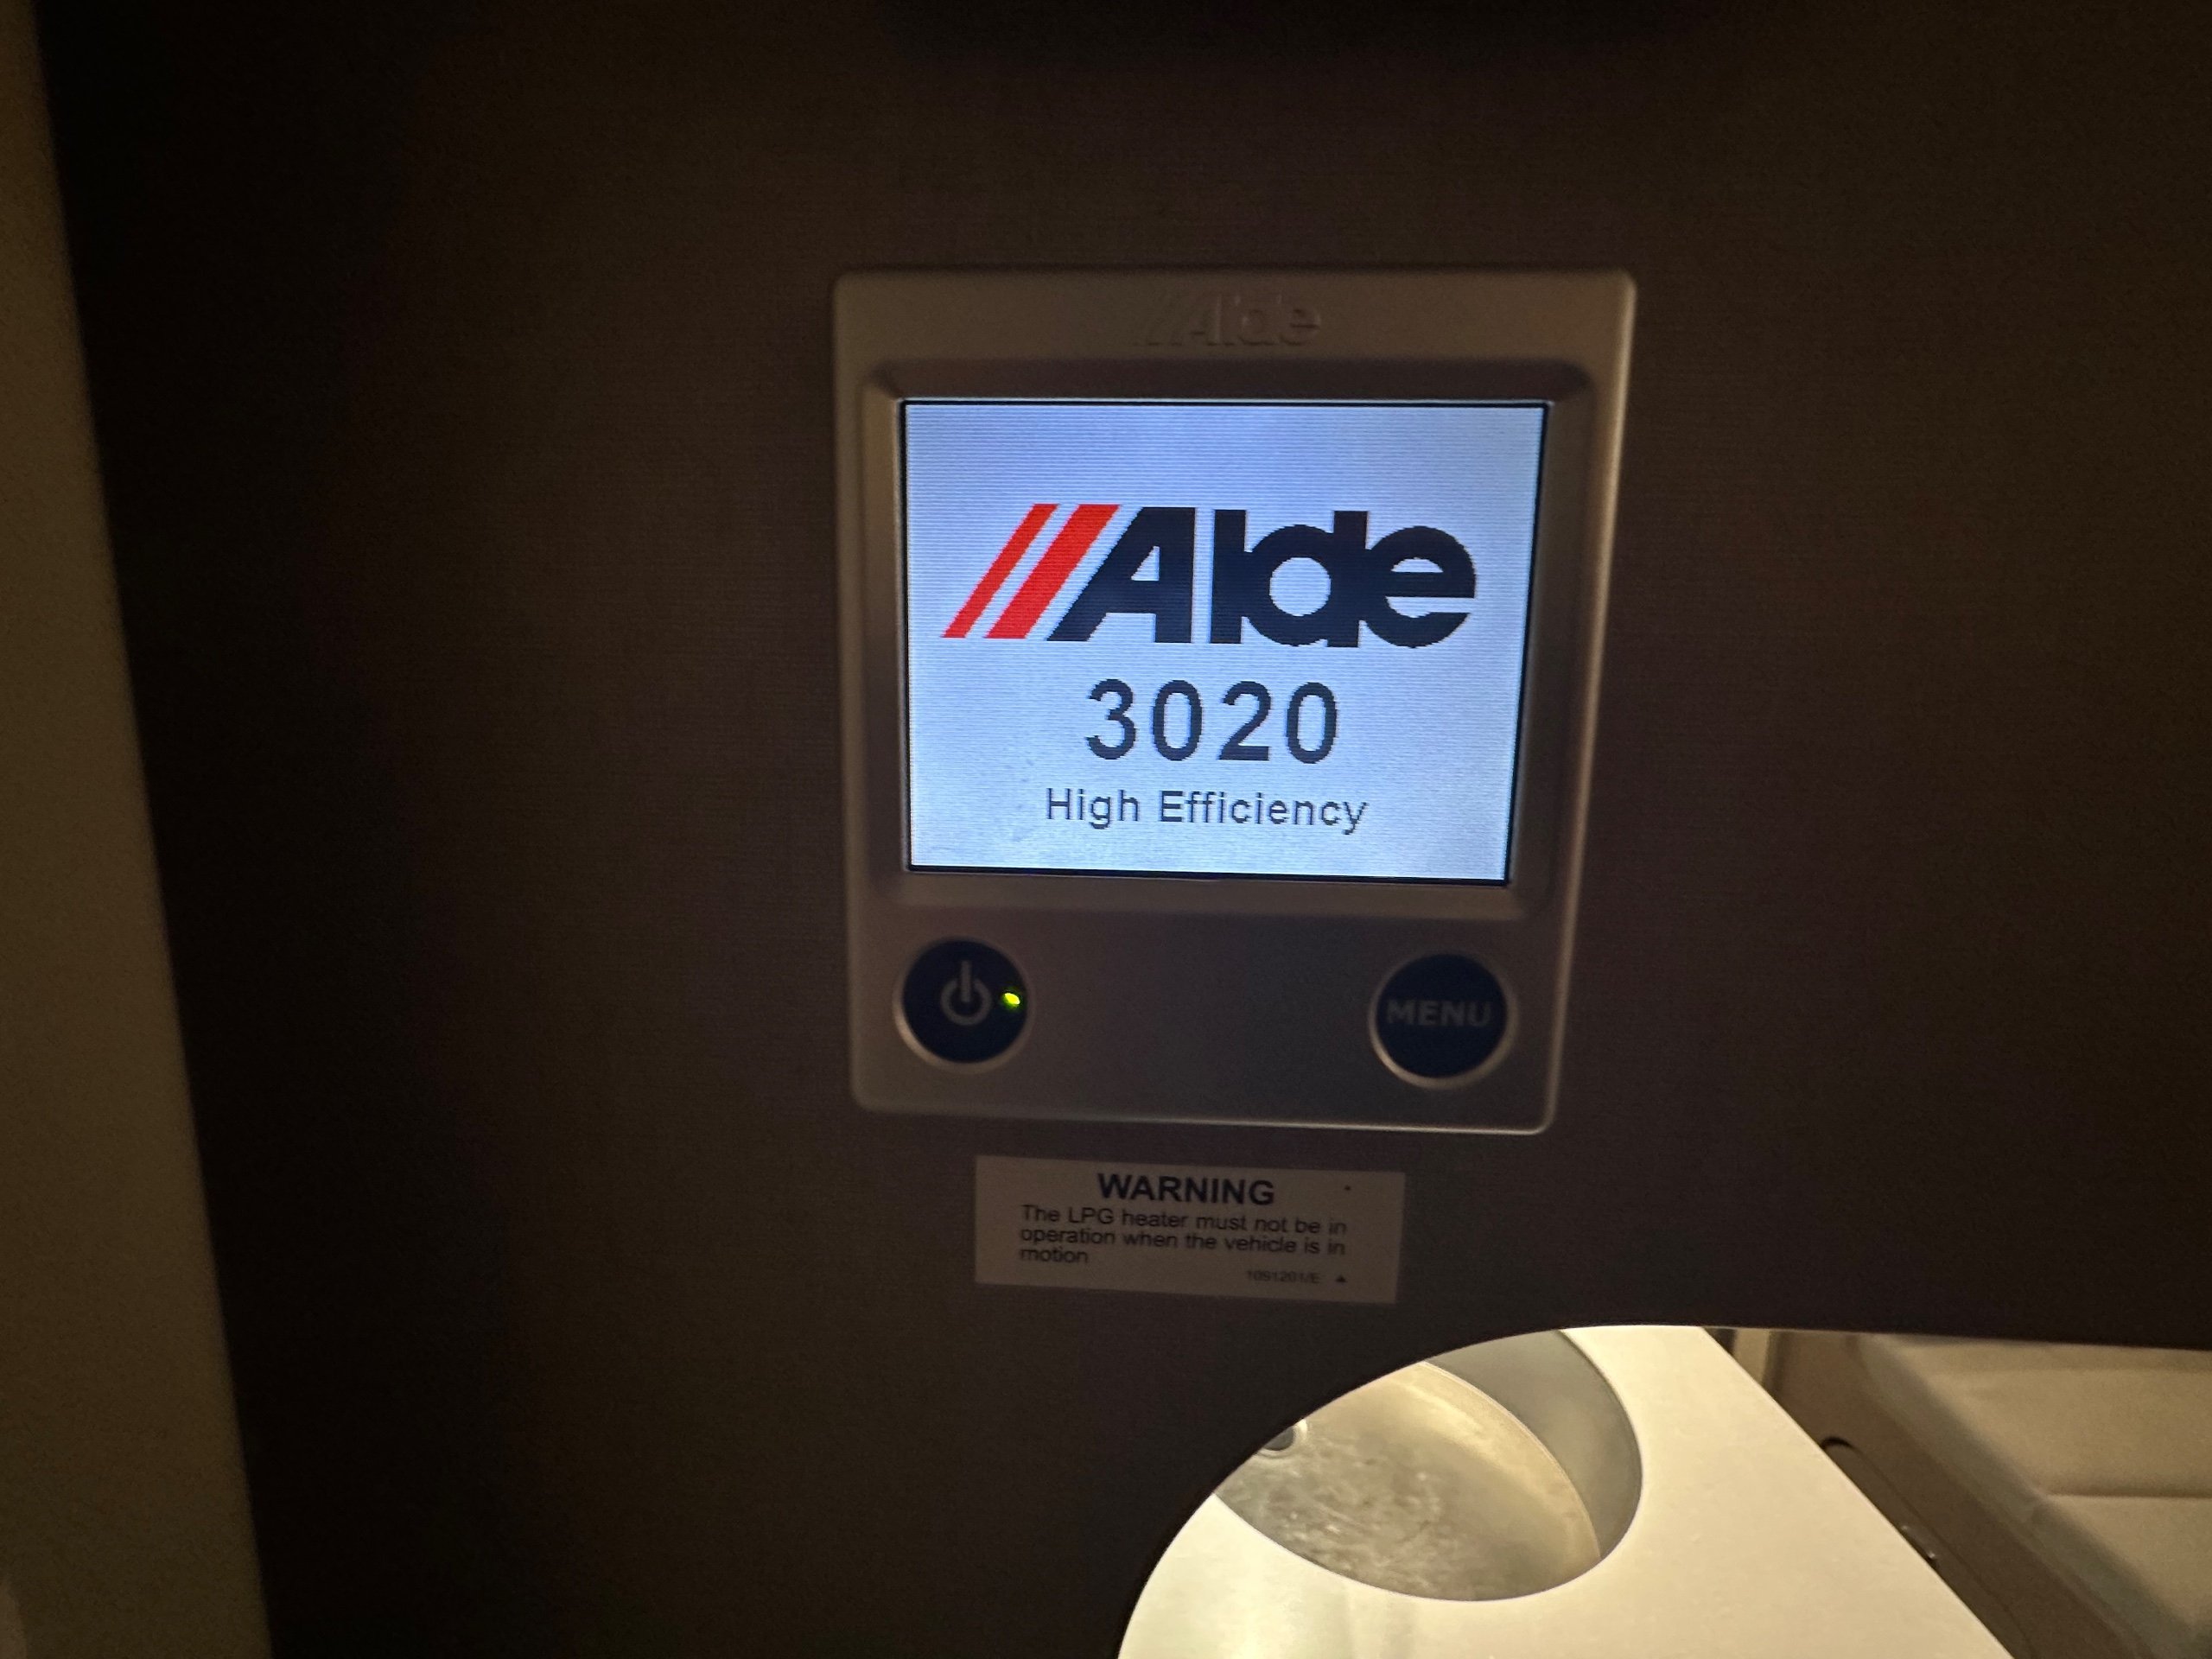 Alde
Alde
3020
High Efficiency
MENU
WARNING
The LPG heater must not be in
operation when the vehicle is in
motion
1091201/E